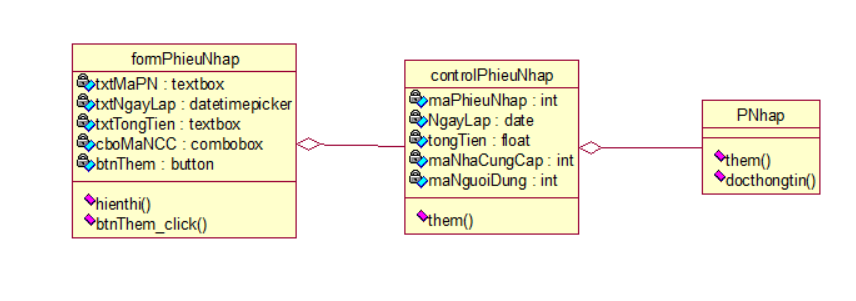 formPhieuNhap
txtMaPN : textbox
txtNgayLap : datetimepicker
txtTongTien : textbox
cboMaNCC : combobox
btnThem : button
hienthi()
btnThem_click()
controlPhieuNhap
maPhieuNhap : int
NgayLap : date
tongTien : float
maNhaCungCap : int
maNguoiDung : int
them()
PNhap
them()
docthongtin()